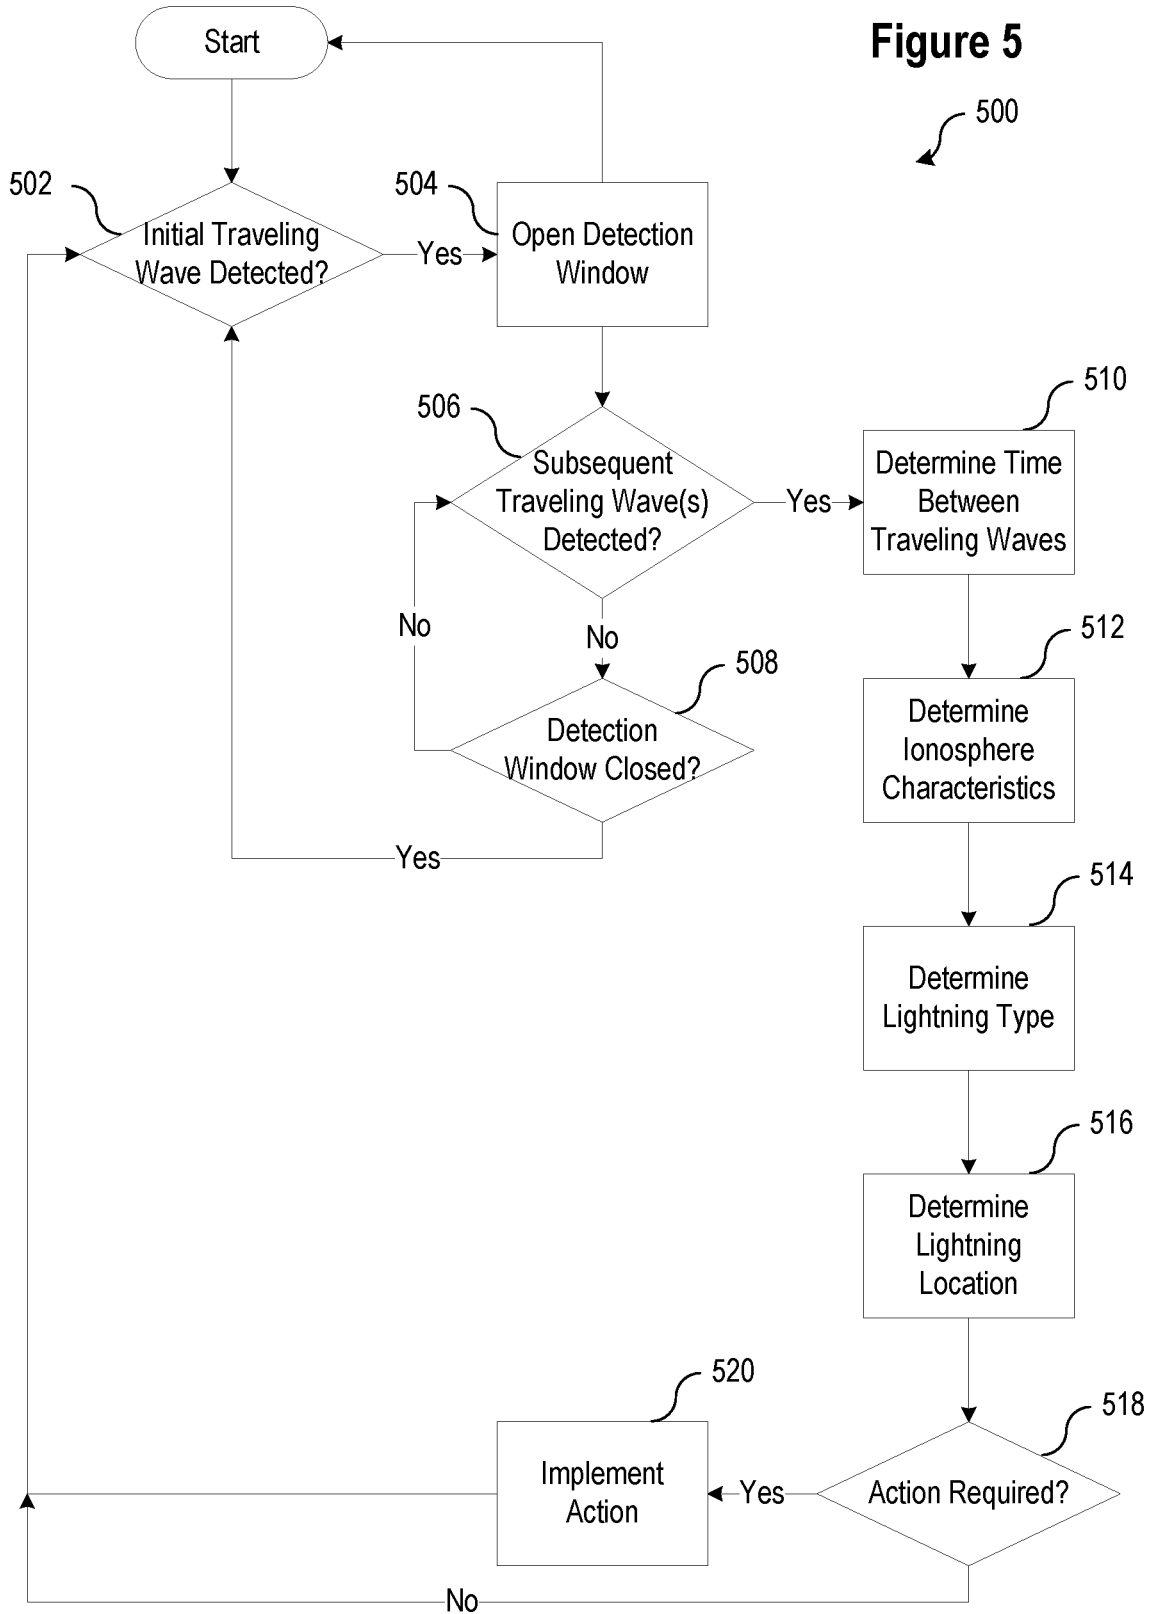 Figure 5
500
Start
502
Initial Traveling
Wave Detected?
Yes
504
Open Detection
Window
506
Subsequent
Traveling Wave(s)
Detected?
Yes
No
No
508
Detection
Window Closed?
Yes
510
Determine Time
Between
Traveling Waves
512
Determine
Ionosphere
Characteristics
514
Determine
Lightning Type
516
Determine
Lightning
Location
518
Action Required?
Yes
520
Implement
Action
No